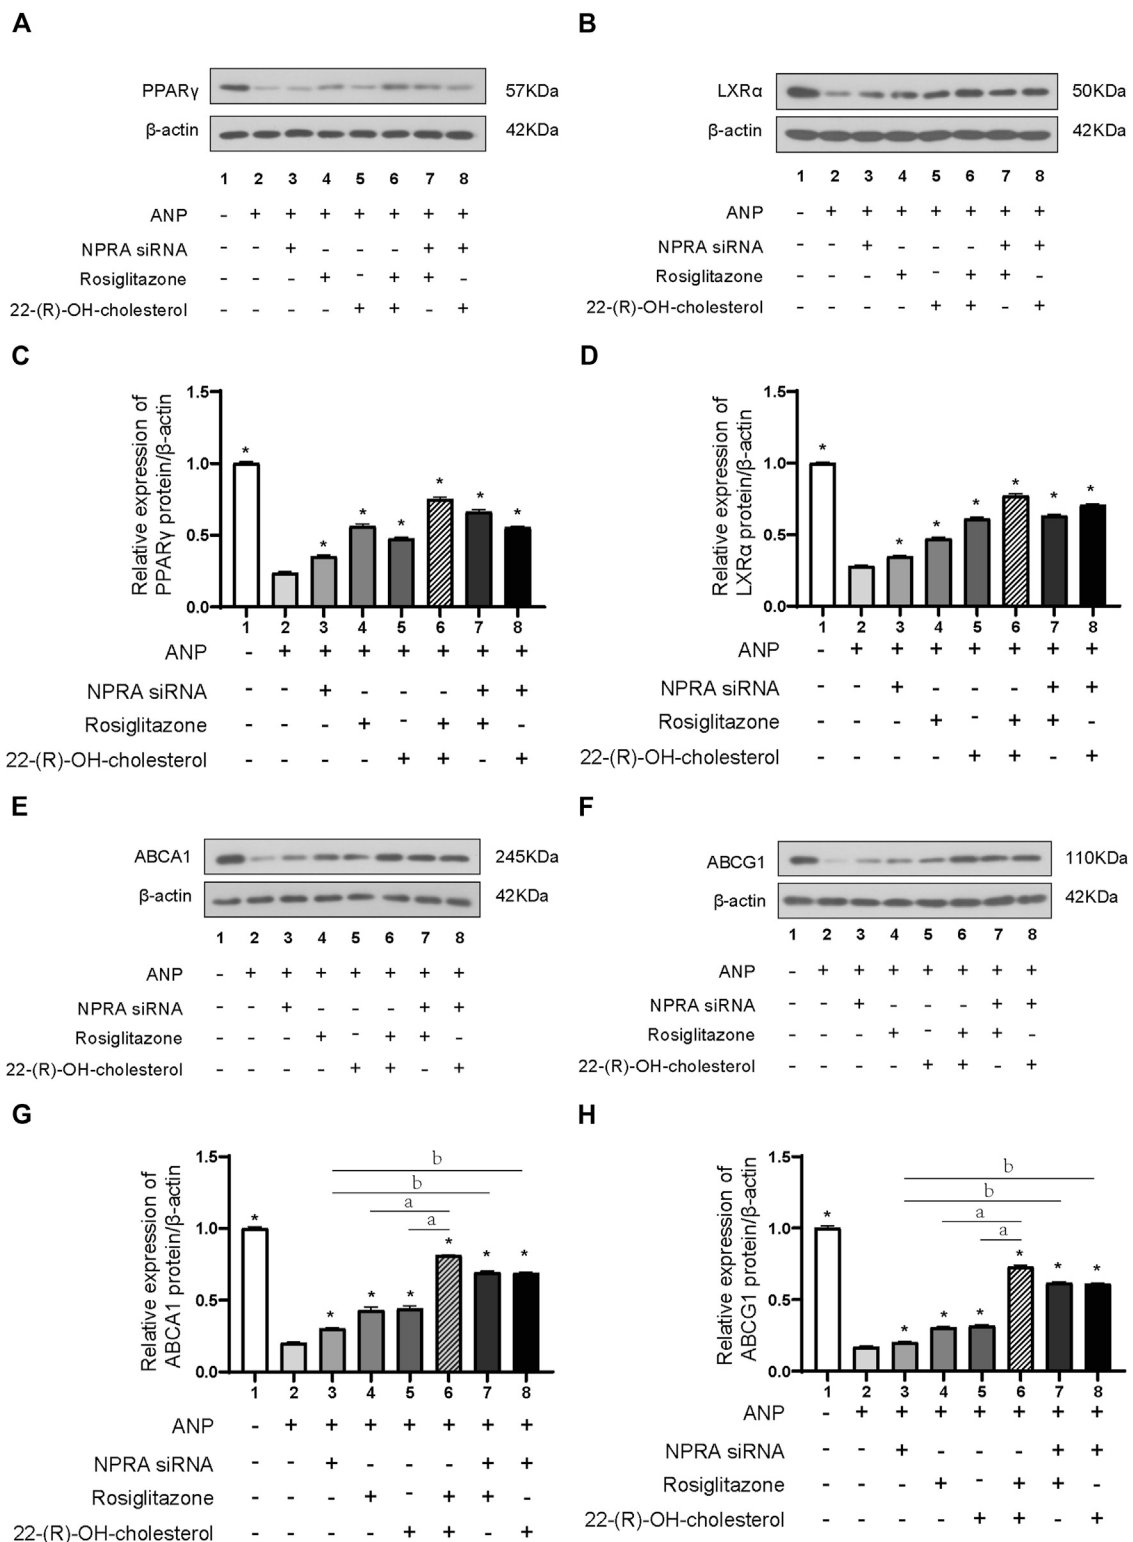 A
PPARγ 57KDa
β-actin 42KDa
1 2 3 4 5 6 7 8
ANP - + + + + + + +
NPRA siRNA - - + - - - + +
Rosiglitazone - - - + - + + -
22-(R)-OH-cholesterol - - - - + + - +
B
LXRα 50KDa
β-actin 42KDa
1 2 3 4 5 6 7 8
ANP - + + + + + + +
NPRA siRNA - - + - - - + +
Rosiglitazone - - - + - + + -
22-(R)-OH-cholesterol - - - - + + - +
C
Relative expression of
PPARγ protein/β-actin
1.5
1.0
0.5
0.0
* * * * * * *
1 2 3 4 5 6 7 8
ANP - + + + + + + +
NPRA siRNA - - + - - - + +
Rosiglitazone - - - + - + + -
22-(R)-OH-cholesterol - - - - + + - +
D
Relative expression of
LXRα protein/β-actin
1.5
1.0
0.5
0.0
* * * * * * *
1 2 3 4 5 6 7 8
ANP - + + + + + + +
NPRA siRNA - - + - - - + +
Rosiglitazone - - - + - + + -
22-(R)-OH-cholesterol - - - - + + - +
E
ABCA1 245KDa
β-actin 42KDa
1 2 3 4 5 6 7 8
ANP - + + + + + + +
NPRA siRNA - - + - - - + +
Rosiglitazone - - - + - + + -
22-(R)-OH-cholesterol - - - - + + - +
F
ABCG1 110KDa
β-actin 42KDa
1 2 3 4 5 6 7 8
ANP - + + + + + + +
NPRA siRNA - - + - - - + +
Rosiglitazone - - - + - + + -
22-(R)-OH-cholesterol - - - - + + - +
G
Relative expression of
ABCA1 protein/β-actin
1.5
1.0
0.5
0.0
b
b
a
a
* * * * * * *
1 2 3 4 5 6 7 8
ANP - + + + + + + +
NPRA siRNA - - + - - - + +
Rosiglitazone - - - + - + + -
22-(R)-OH-cholesterol - - - - + + - +
H
Relative expression of
ABCG1 protein/β-actin
1.5
1.0
0.5
0.0
b
b
a
a
* * * * * * *
1 2 3 4 5 6 7 8
ANP - + + + + + + +
NPRA siRNA - - + - - - + +
Rosiglitazone - - - + - + + -
22-(R)-OH-cholesterol - - - - + + - +